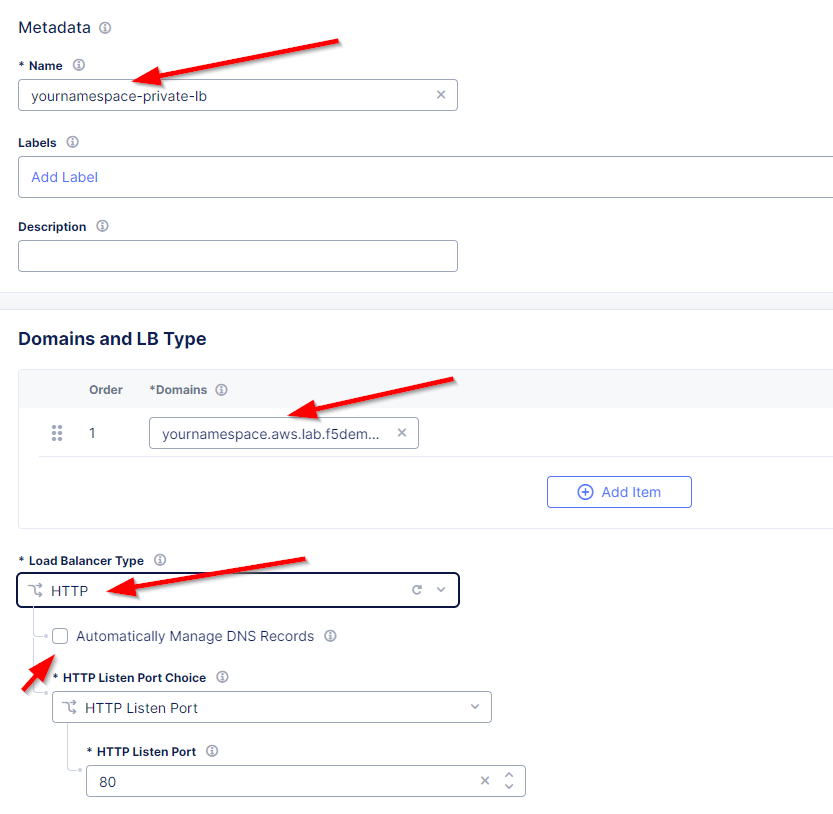 Metadata
* Name
yournamespace-private-lb
Labels
Add Label
Description
Domains and LB Type
Order *Domains
1 yournamespace.aws.lab.f5dem...
Add Item
* Load Balancer Type
HTTP
Automatically Manage DNS Records
* HTTP Listen Port Choice
HTTP Listen Port
* HTTP Listen Port
80